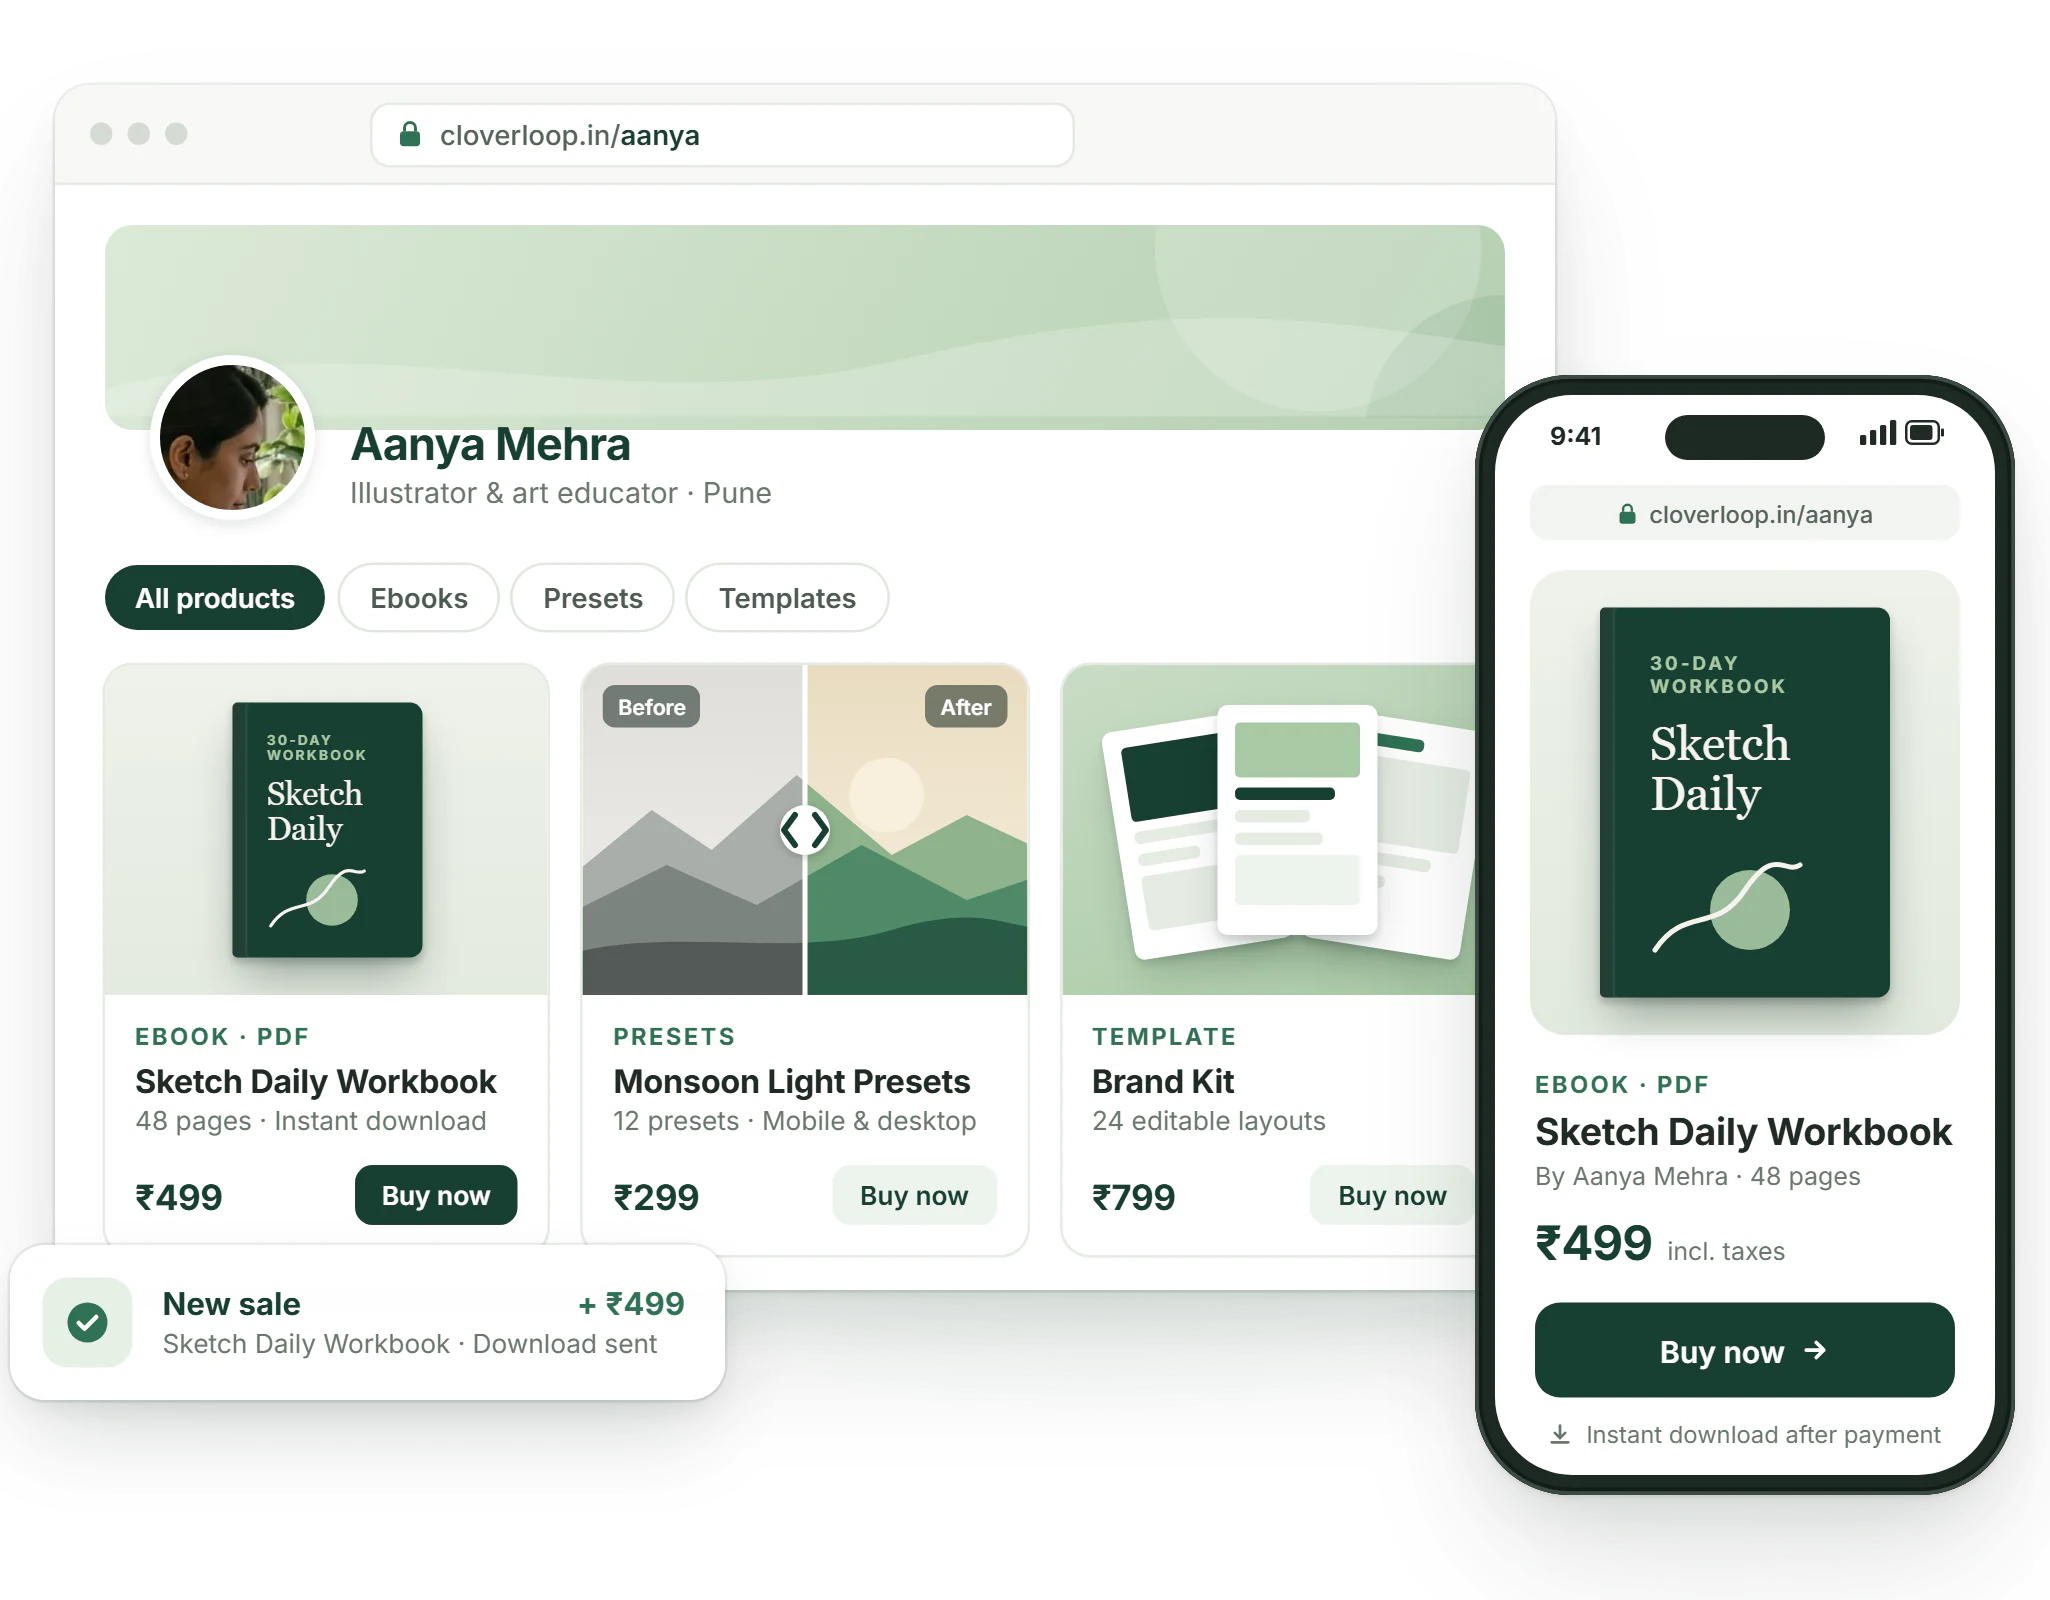 cloverloop.in/aanya
Aanya Mehra
Illustrator & art educator · Pune
All products
Ebooks
Presets
Templates
30-DAY
WORKBOOK
Sketch
Daily
EBOOK · PDF
Sketch Daily Workbook
48 pages · Instant download
₹499
Buy now
Before
After
PRESETS
Monsoon Light Presets
12 presets · Mobile & desktop
₹299
Buy now
TEMPLATE
Brand Kit
24 editable layouts
₹799
Buy now
New sale
+ ₹499
Sketch Daily Workbook · Download sent
9:41
cloverloop.in/aanya
30-DAY
WORKBOOK
Sketch
Daily
EBOOK · PDF
Sketch Daily Workbook
By Aanya Mehra · 48 pages
₹499 incl. taxes
Buy now →
Instant download after payment